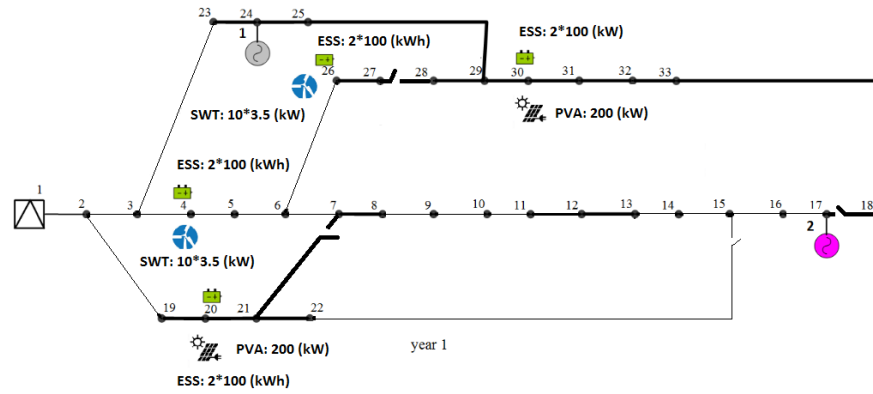 23 24 25
1
ESS: 2*100 (kWh)
ESS: 2*100 (kW)
26 27 28 29 30 31 32 33
SWT: 10*3.5 (kW)
PVA: 200 (kW)
ESS: 2*100 (kWh)
1 2 3 4 5 6 7 8 9 10 11 12 13 14 15 16 17 18
2
SWT: 10*3.5 (kW)
19 20 21 22
PVA: 200 (kW)
year 1
ESS: 2*100 (kWh)